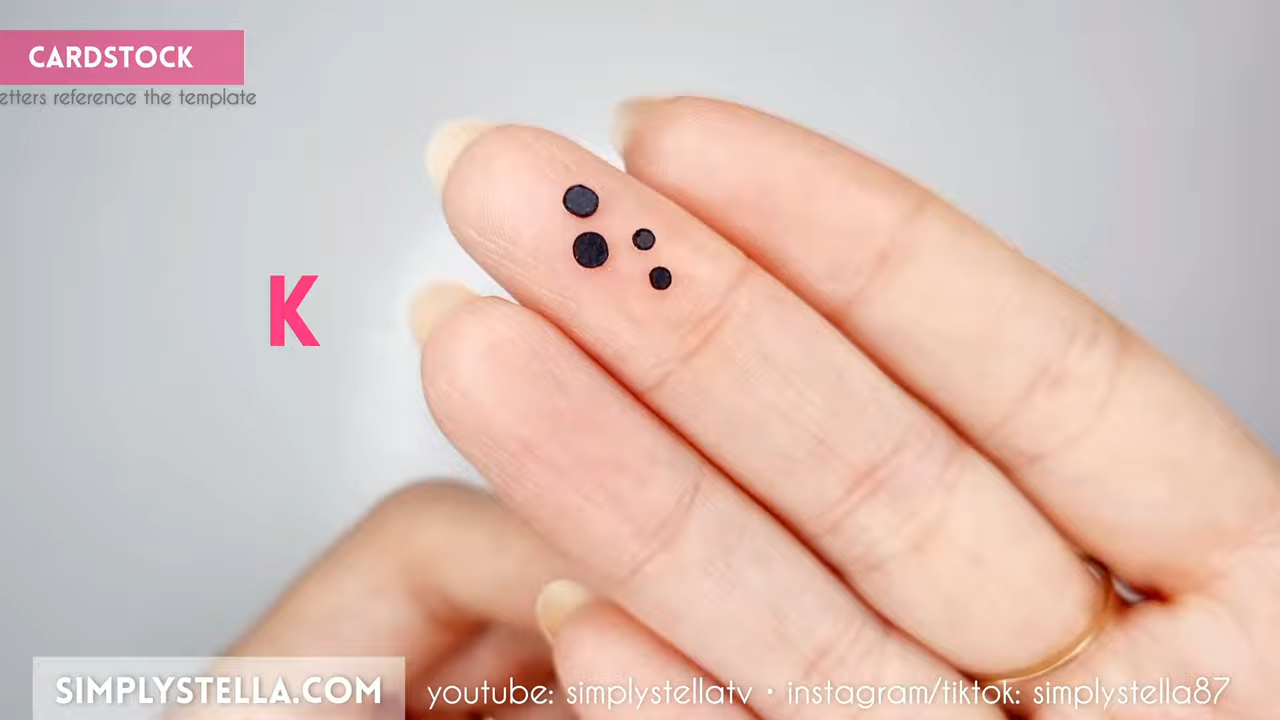 CARDSTOCK
etters reference the template
K
SIMPLYSTELLA.COM
youtube: simplystellatv • instagram/tiktok: simplystella87